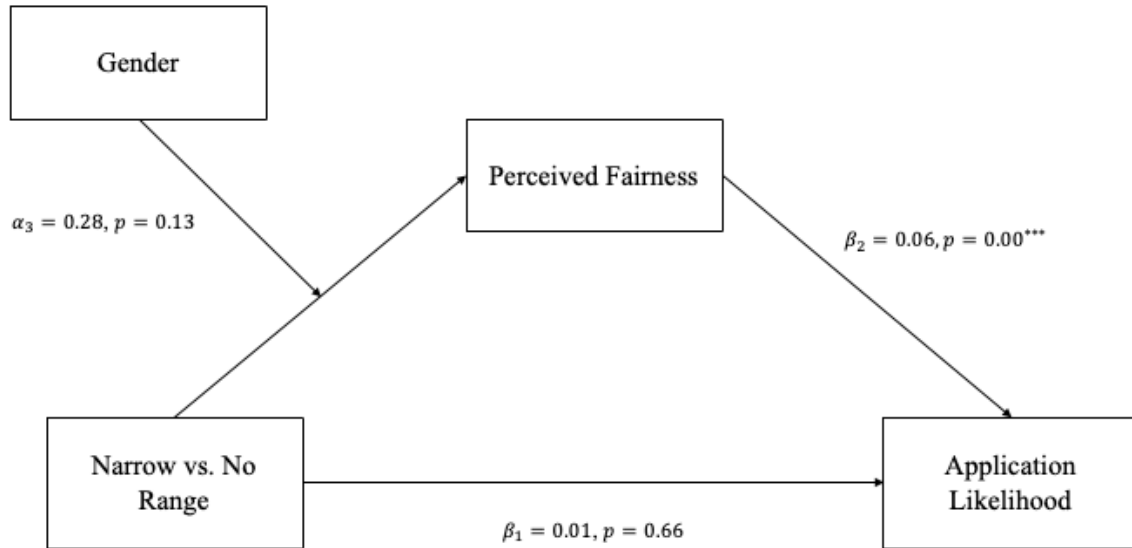 Gender
Perceived Fairness
α₃ = 0.28, p = 0.13
β₂ = 0.06, p = 0.00***
Narrow vs. No
Range
Application
Likelihood
β₁ = 0.01, p = 0.66